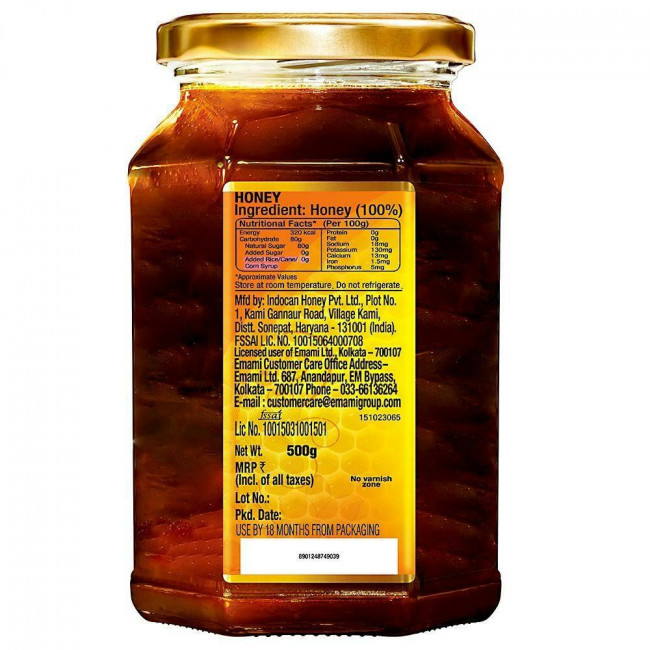 HONEY
Ingredient: Honey (100%)
Nutritional Facts* (Per 100g)
Energy 320 kcal
Carbohydrate 80g
Natural Sugar 80g
Added Sugar 0g
Added Rice/Cane/ 0g
Corn Syrup
Protein 0g
Fat 0g
Sodium 18mg
Potassium 130mg
Calcium 13mg
Iron 1.5mg
Phosphorus 5mg
*Approximate Values
Store at room temperature, Do not refrigerate.
Mfd by: Indocan Honey Pvt. Ltd., Plot No.
1, Kami Gannaur Road, Village Kami,
Distt. Sonepat, Haryana - 131001 (India).
FSSAI LIC. NO. 10015064000708
Licensed user of Emami Ltd., Kolkata – 700107
Emami Customer Care Office Address–
Emami Ltd. 687, Anandapur, EM Bypass,
Kolkata – 700107 Phone – 033-66136264
E-mail : customercare@emamigroup.com
fssai
151023065
Lic No. 10015031001501
Net Wt. 500g
MRP ₹
(Incl. of all taxes)
No varnish
zone
Lot No.:
Pkd. Date:
USE BY 18 MONTHS FROM PACKAGING
8901248749039